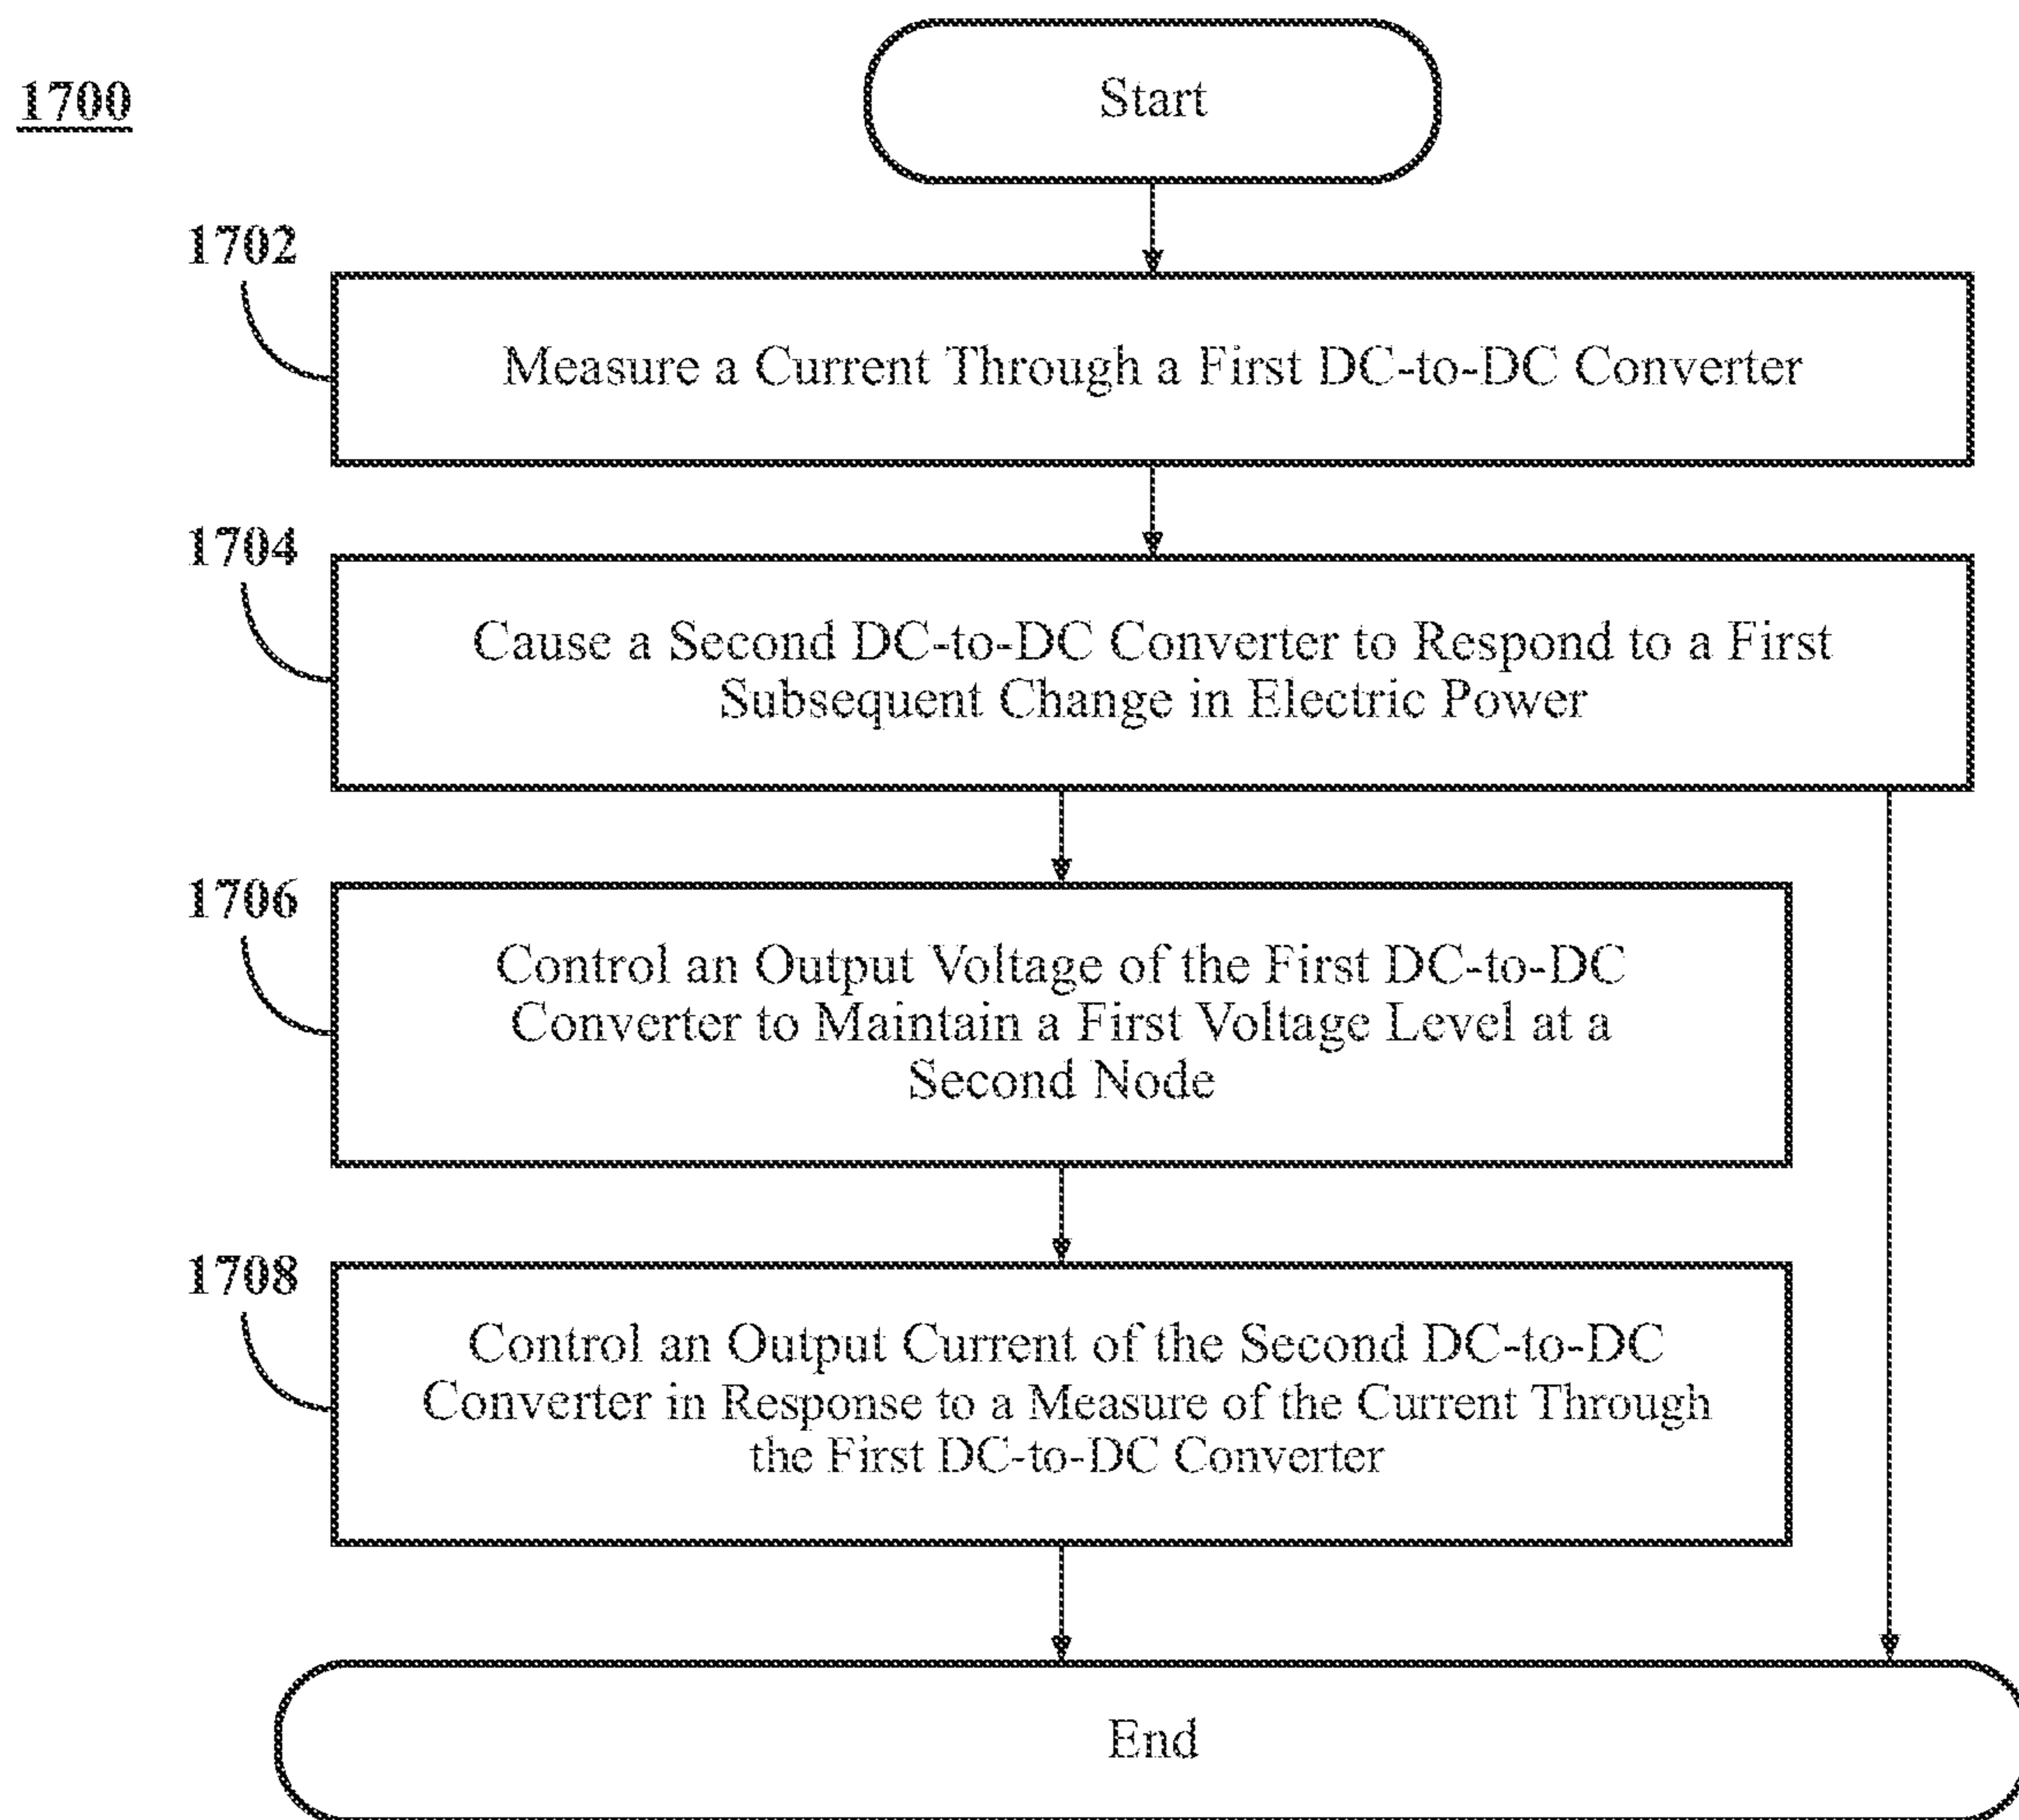 1700
Start
1702
Measure a Current Through a First DC-to-DC Converter
1704
Cause a Second DC-to-DC Converter to Respond to a First
Subsequent Change in Electric Power
1706
Control an Output Voltage of the First DC-to-DC
Converter to Maintain a First Voltage Level at a
Second Node
1708
Control an Output Current of the Second DC-to-DC
Converter in Response to a Measure of the Current Through
the First DC-to-DC Converter
End